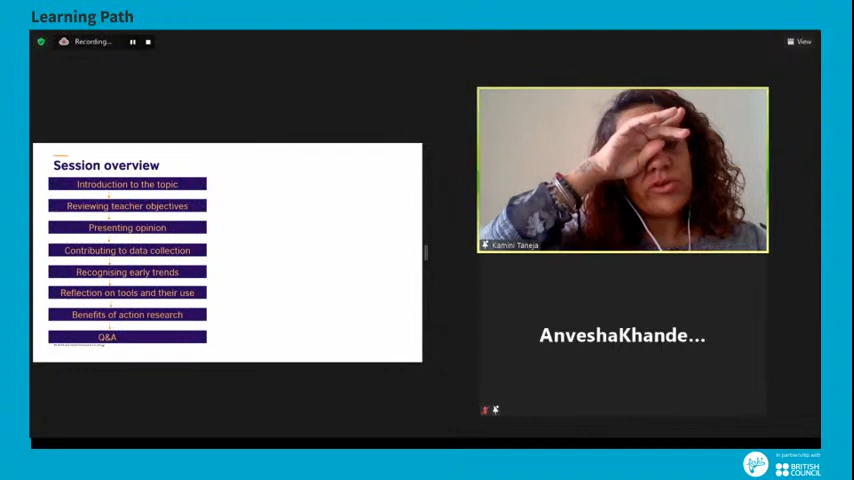 Learning Path
Recording...
View
Session overview
Introduction to the topic
Reviewing teacher objectives
Presenting opinion
Contributing to data collection
Recognising early trends
Reflection on tools and their use
Benefits of action research
Q&A
Kamini Taneja
AnveshaKhande...
in partnership with
BRITISH
COUNCIL